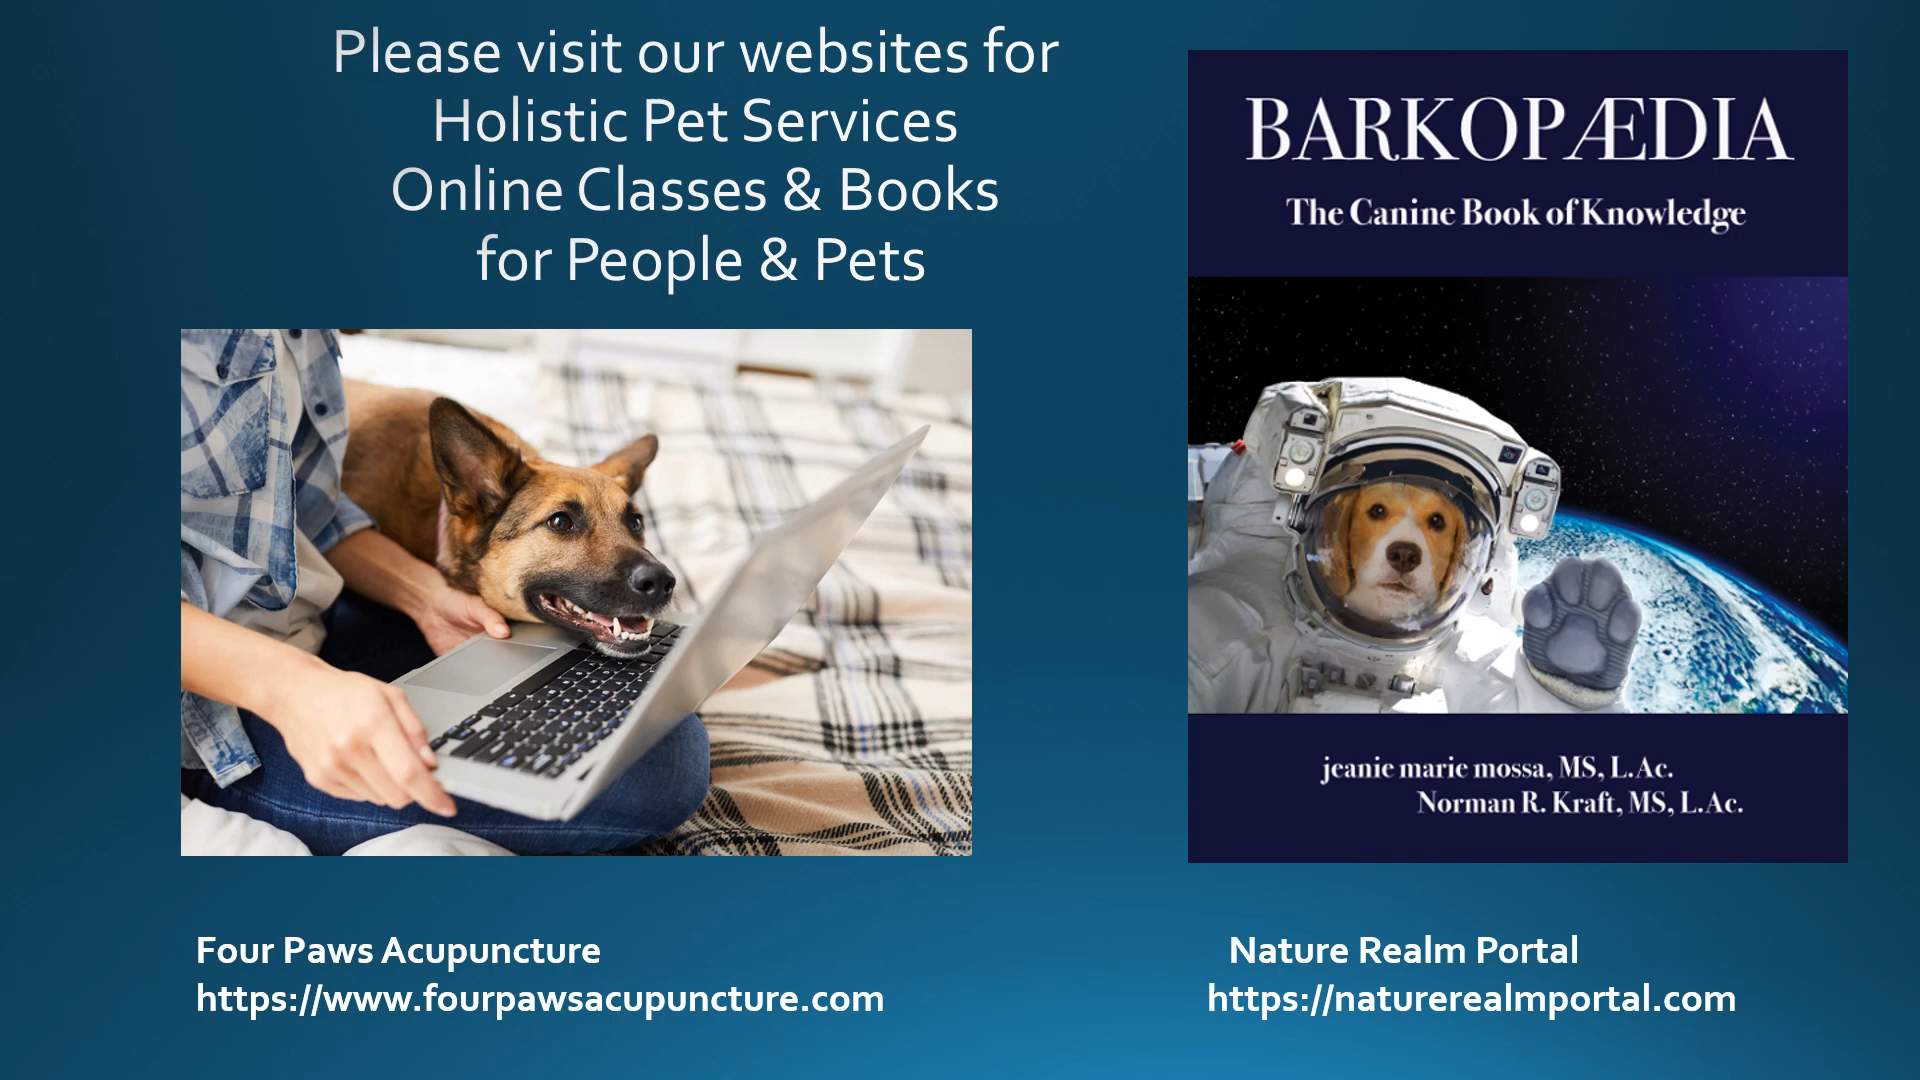 Please visit our websites for
Holistic Pet Services
Online Classes & Books
for People & Pets
BARKOPÆDIA
The Canine Book of Knowledge
jeanie marie mossa, MS, L.Ac.
Norman R. Kraft, MS, L.Ac.
Four Paws Acupuncture
https://www.fourpawsacupuncture.com
Nature Realm Portal
https://naturerealmportal.com